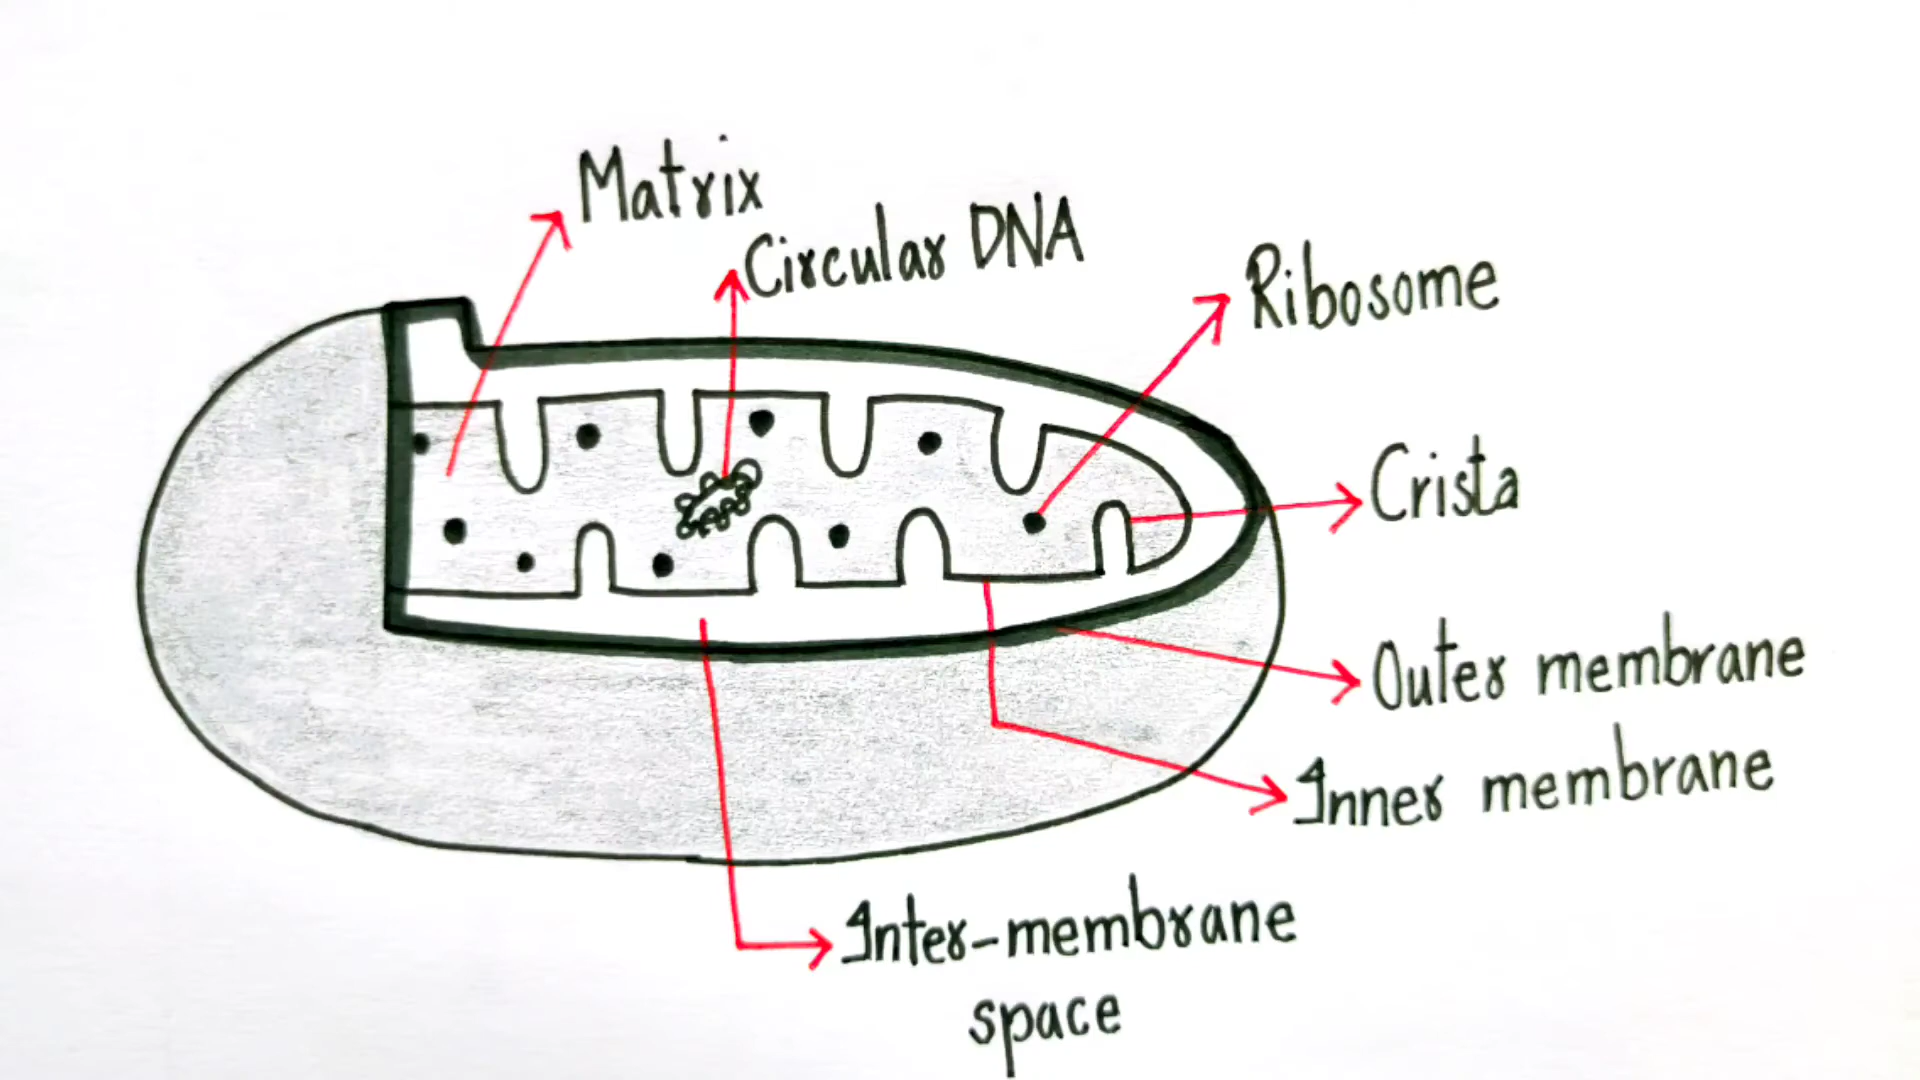 Matrix
Circular DNA
Ribosome
Crista
Outer membrane
Inner membrane
Inter-membrane
space